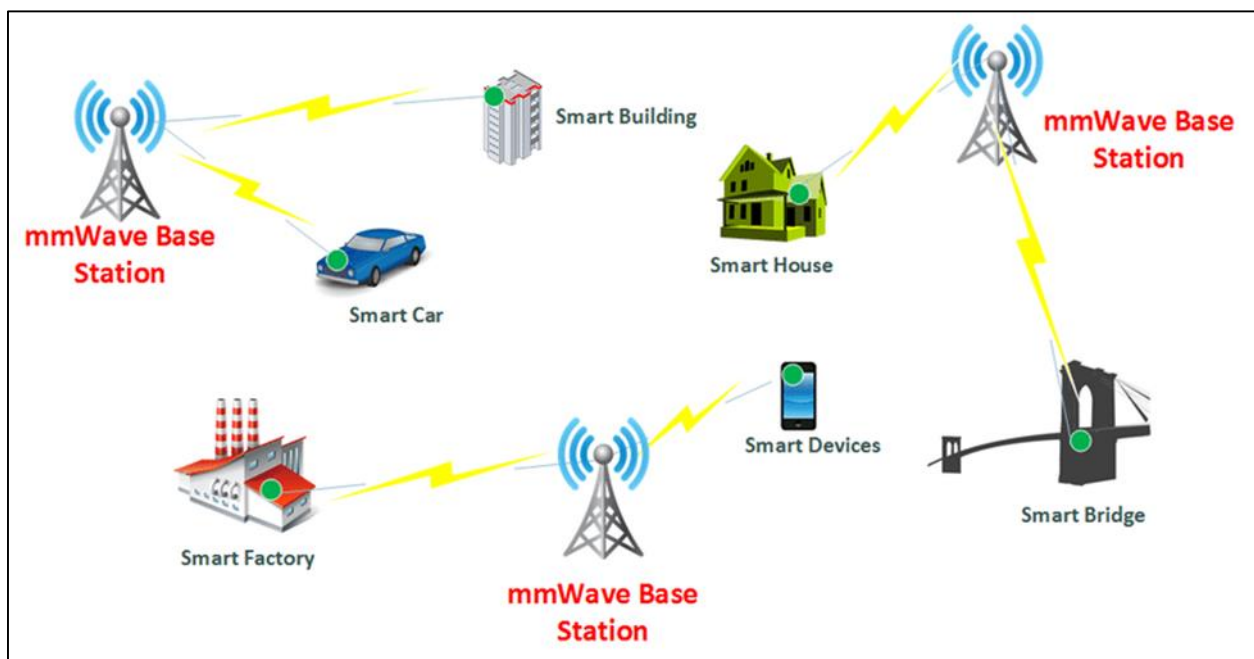 Smart Building
mmWave Base
Station
mmWave Base
Station
Smart House
Smart Car
Smart Devices
Smart Bridge
Smart Factory
mmWave Base
Station